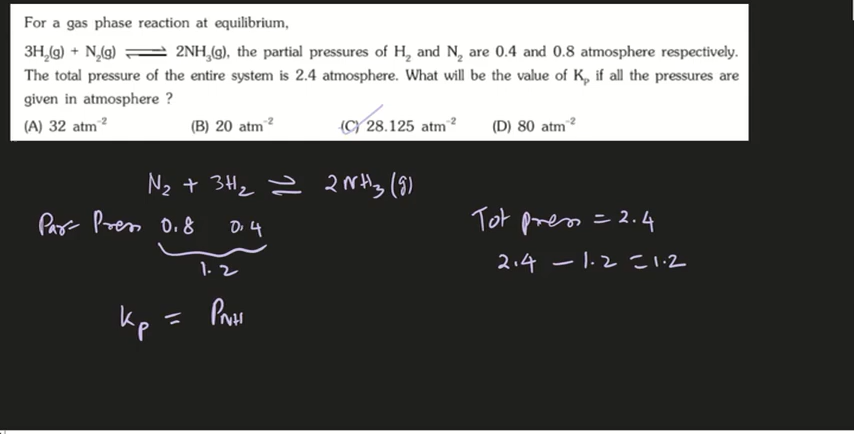 For a gas phase reaction at equilibrium,
3H₂(g) + N₂(g) ⇌ 2NH₃(g), the partial pressures of H₂ and N₂ are 0.4 and 0.8 atmosphere respectively.
The total pressure of the entire system is 2.4 atmosphere. What will be the value of Kₚ if all the pressures are
given in atmosphere ?
(A) 32 atm⁻² (B) 20 atm⁻² (C) 28.125 atm⁻² (D) 80 atm⁻²
N₂ + 3H₂ ⇌ 2NH₃(g)
Par Pres 0.8 0.4 Tot pres = 2.4
1.2 2.4 – 1.2 = 1.2
kₚ = PNH